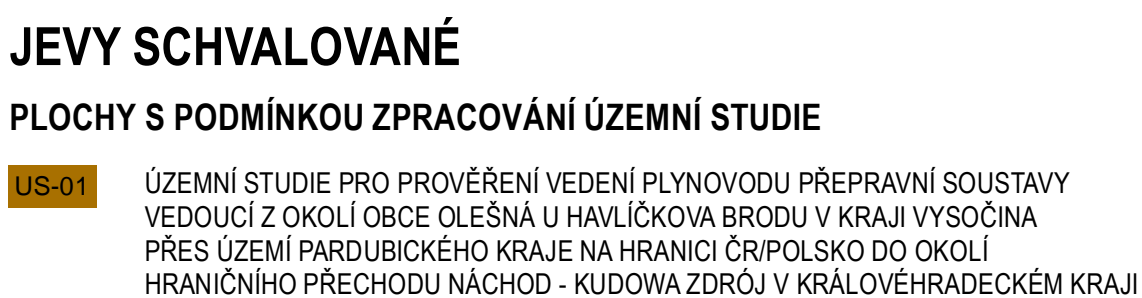 JEVY SCHVALOVANÉ
PLOCHY S PODMÍNKOU ZPRACOVÁNÍ ÚZEMNÍ STUDIE
US-01 ÚZEMNÍ STUDIE PRO PROVĚŘENÍ VEDENÍ PLYNOVODU PŘEPRAVNÍ SOUSTAVY
VEDOUCÍ Z OKOLÍ OBCE OLEŠNÁ U HAVLÍČKOVA BRODU V KRAJI VYSOČINA
PŘES ÚZEMÍ PARDUBICKÉHO KRAJE NA HRANICI ČR/POLSKO DO OKOLÍ
HRANIČNÍHO PŘECHODU NÁCHOD - KUDOWA ZDRÓJ V KRÁLOVÉHRADECKÉM KRAJI